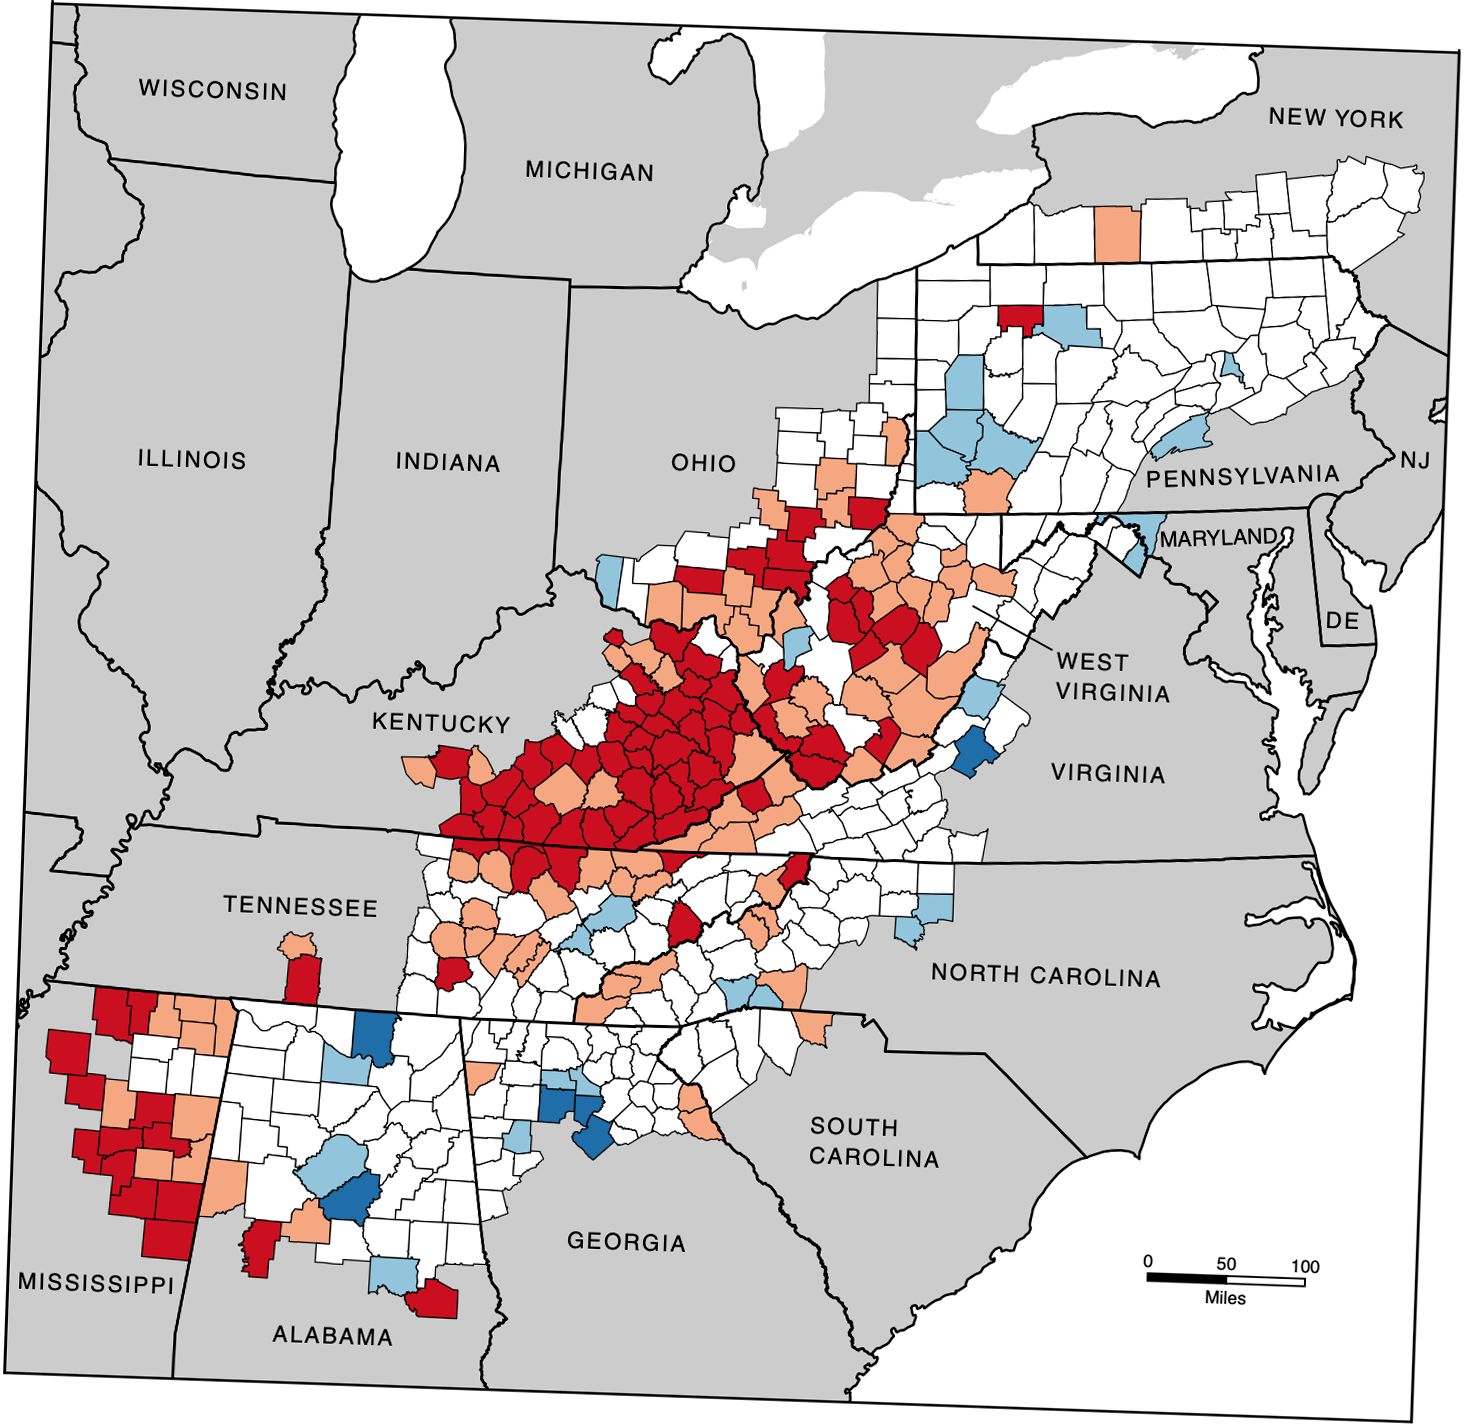 WISCONSIN
MICHIGAN
NEW YORK
ILLINOIS
INDIANA
OHIO
PENNSYLVANIA
NJ
MARYLAND
DE
WEST
VIRGINIA
KENTUCKY
VIRGINIA
TENNESSEE
NORTH CAROLINA
SOUTH
CAROLINA
GEORGIA
MISSISSIPPI
ALABAMA
0 50 100
Miles